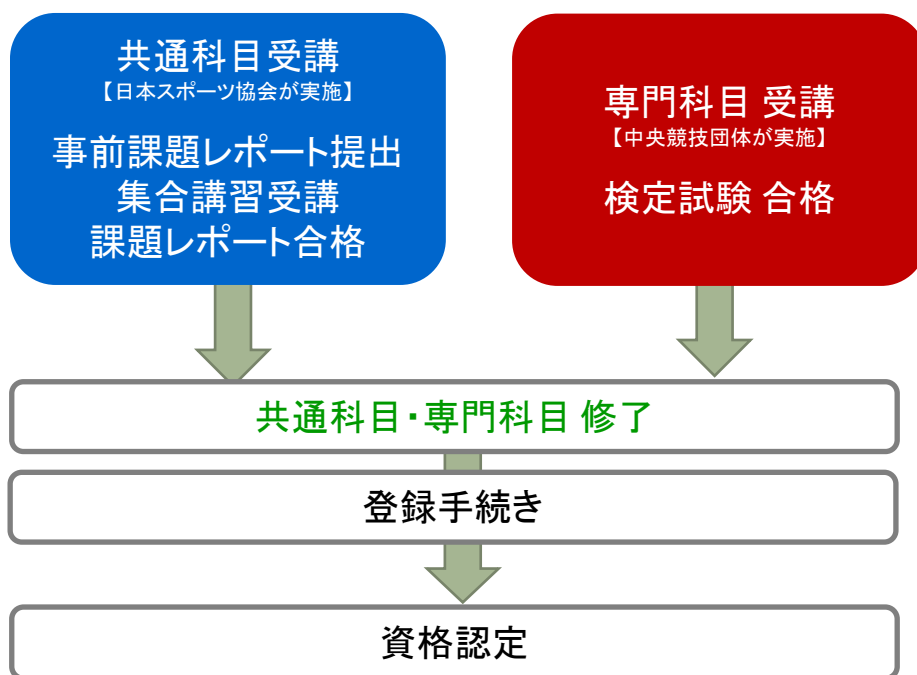 共通科目受講
【日本スポーツ協会が実施】
事前課題レポート提出
集合講習受講
課題レポート合格
専門科目 受講
【中央競技団体が実施】
検定試験 合格
共通科目・専門科目 修了
登録手続き
資格認定